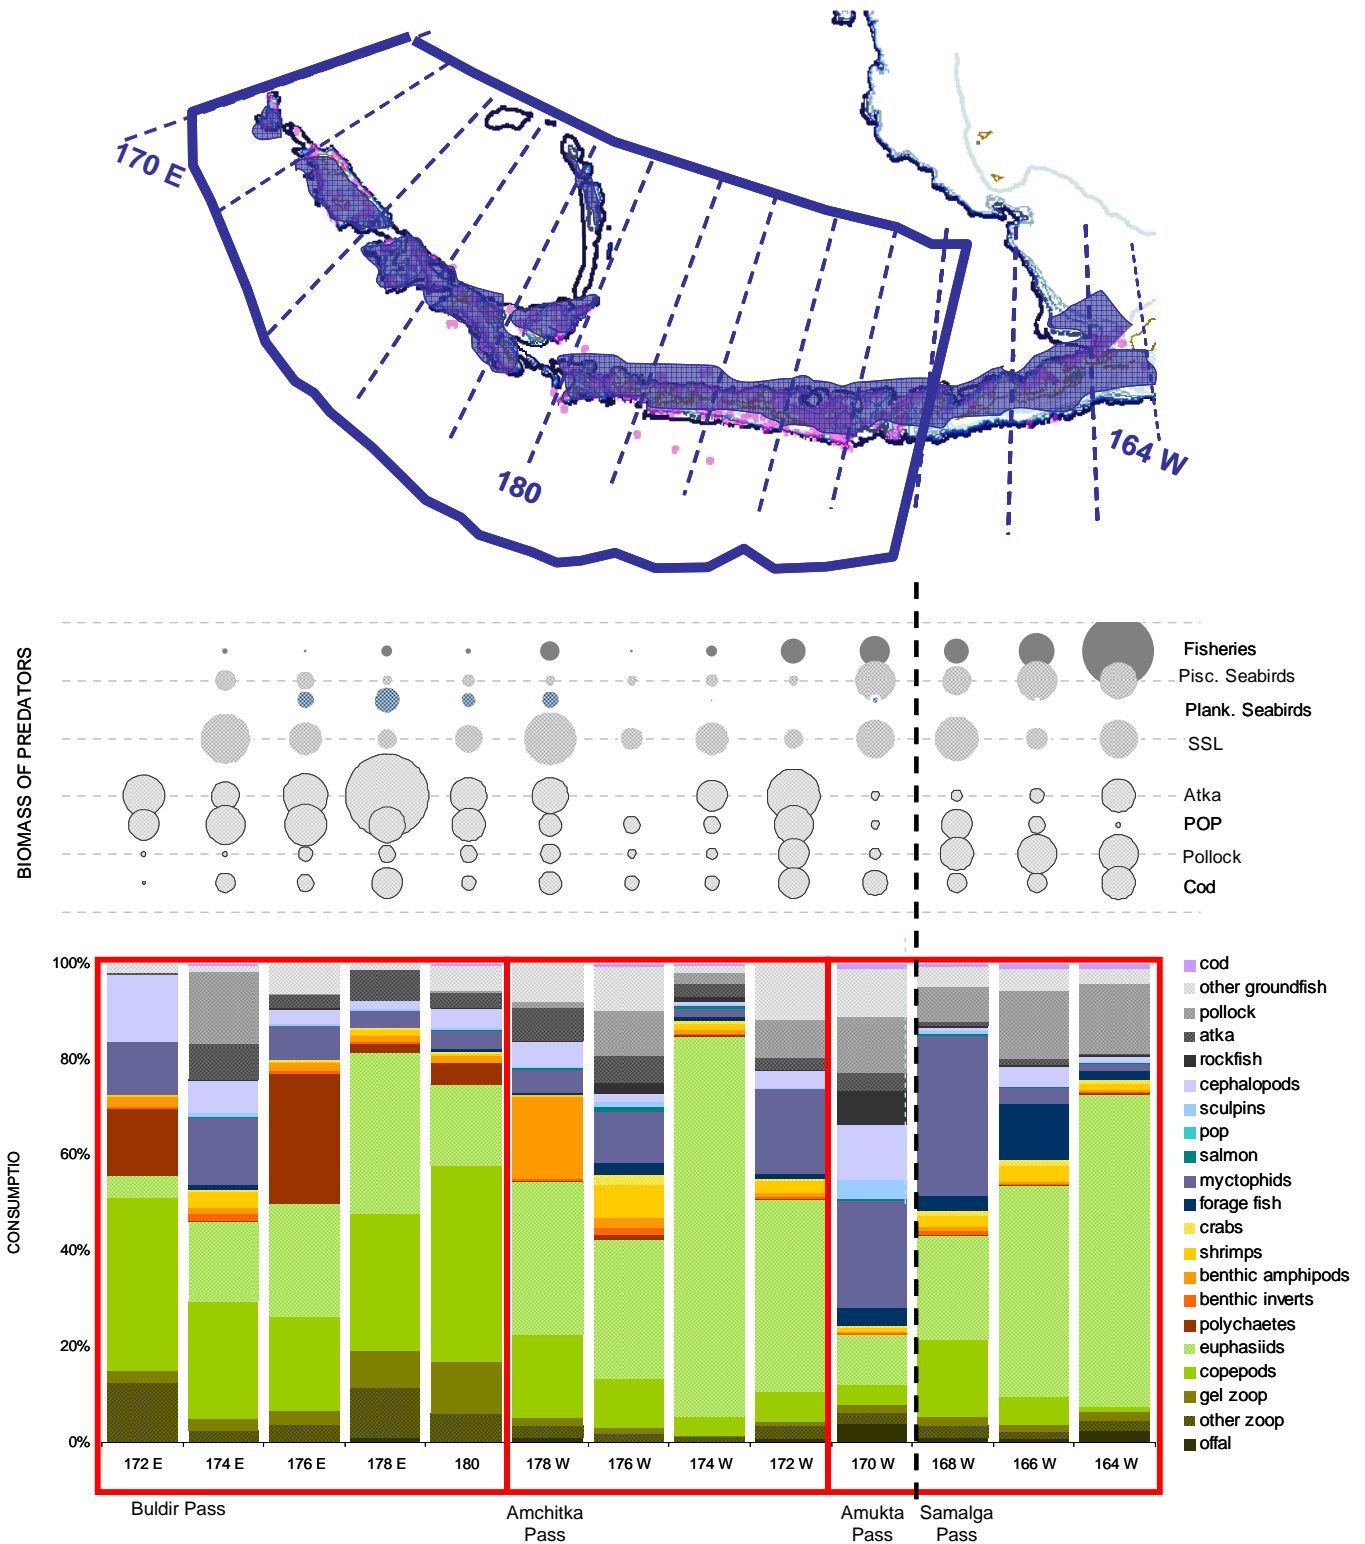 170 E
180
164 W
BIOMASS OF PREDATORS
Fisheries
Pisc. Seabirds
Plank. Seabirds
SSL
Atka
POP
Pollock
Cod
CONSUMPTIO
100%
80%
60%
40%
20%
0%
cod
other groundfish
pollock
atka
rockfish
cephalopods
sculpins
pop
salmon
myctophids
forage fish
crabs
shrimps
benthic amphipods
benthic inverts
polychaetes
euphasiids
copepods
gel zoop
other zoop
offal
172 E 174 E 176 E 178 E 180 178 W 176 W 174 W 172 W 170 W 168 W 166 W 164 W
Buldir Pass
Amchitka
Pass
Amukta
Pass
Samalga
Pass